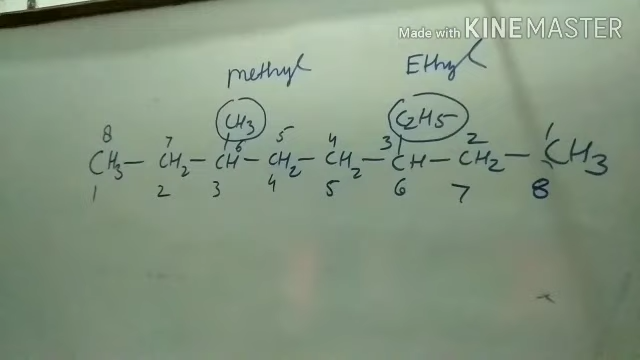 Made with KINEMASTER
methyl Ethyl
CH3 C2H5
8 7 6 5 4 3 2 1
CH3 — CH2 — CH — CH2 — CH2 — CH — CH2 — CH3
1 2 3 4 5 6 7 8